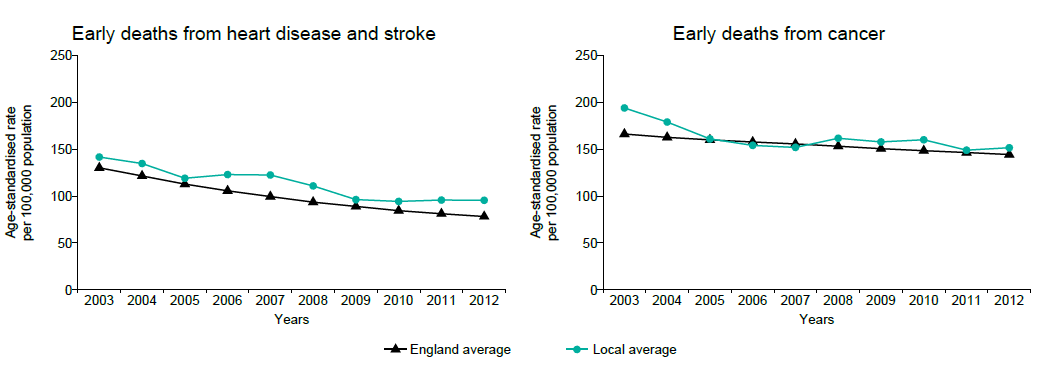 Early deaths from heart disease and stroke
250
200
150
100
50
0
Age-standardised rate
per 100,000 population
2003 2004 2005 2006 2007 2008 2009 2010 2011 2012
Years
Early deaths from cancer
250
200
150
100
50
0
Age-standardised rate
per 100,000 population
2003 2004 2005 2006 2007 2008 2009 2010 2011 2012
Years
England average
Local average